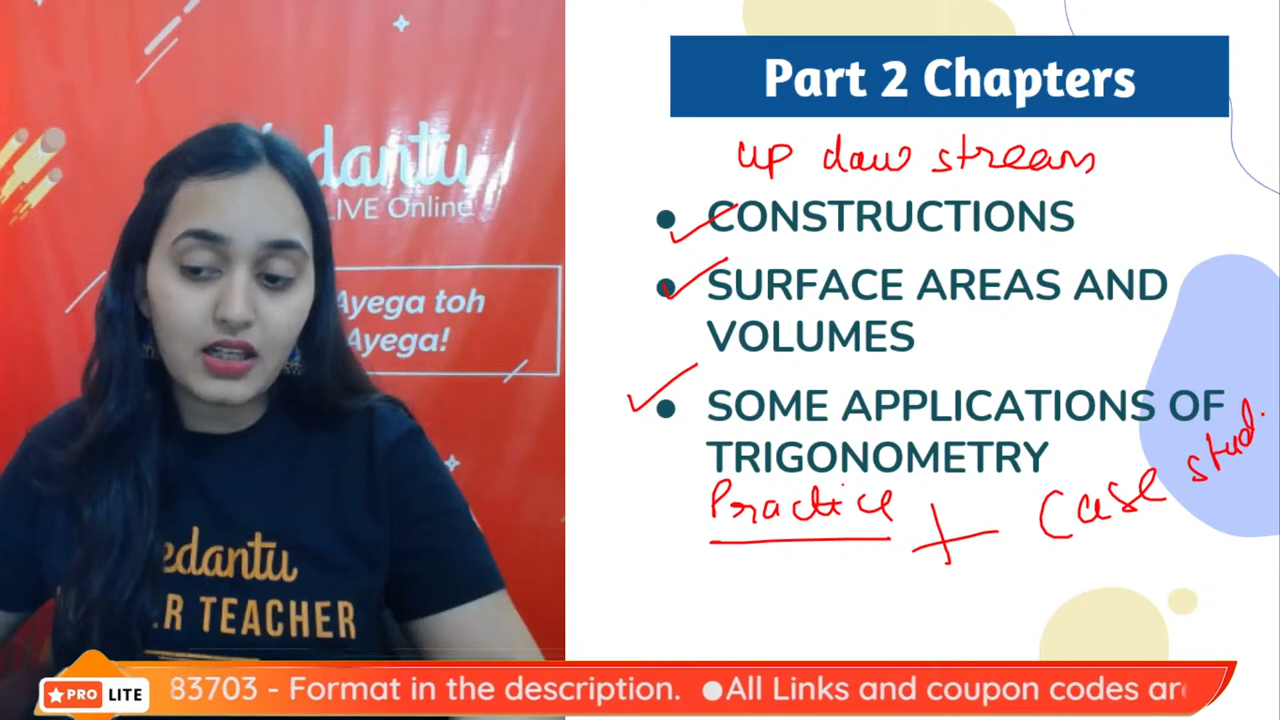 edantu
LIVE Online
Ayega toh
Ayega!
edantu
R TEACHER
Part 2 Chapters
up daw stream
• CONSTRUCTIONS
• SURFACE AREAS AND
VOLUMES
• SOME APPLICATIONS OF
TRIGONOMETRY
Practice + Case stud.
PRO LITE
83703 - Format in the description. ●All Links and coupon codes are